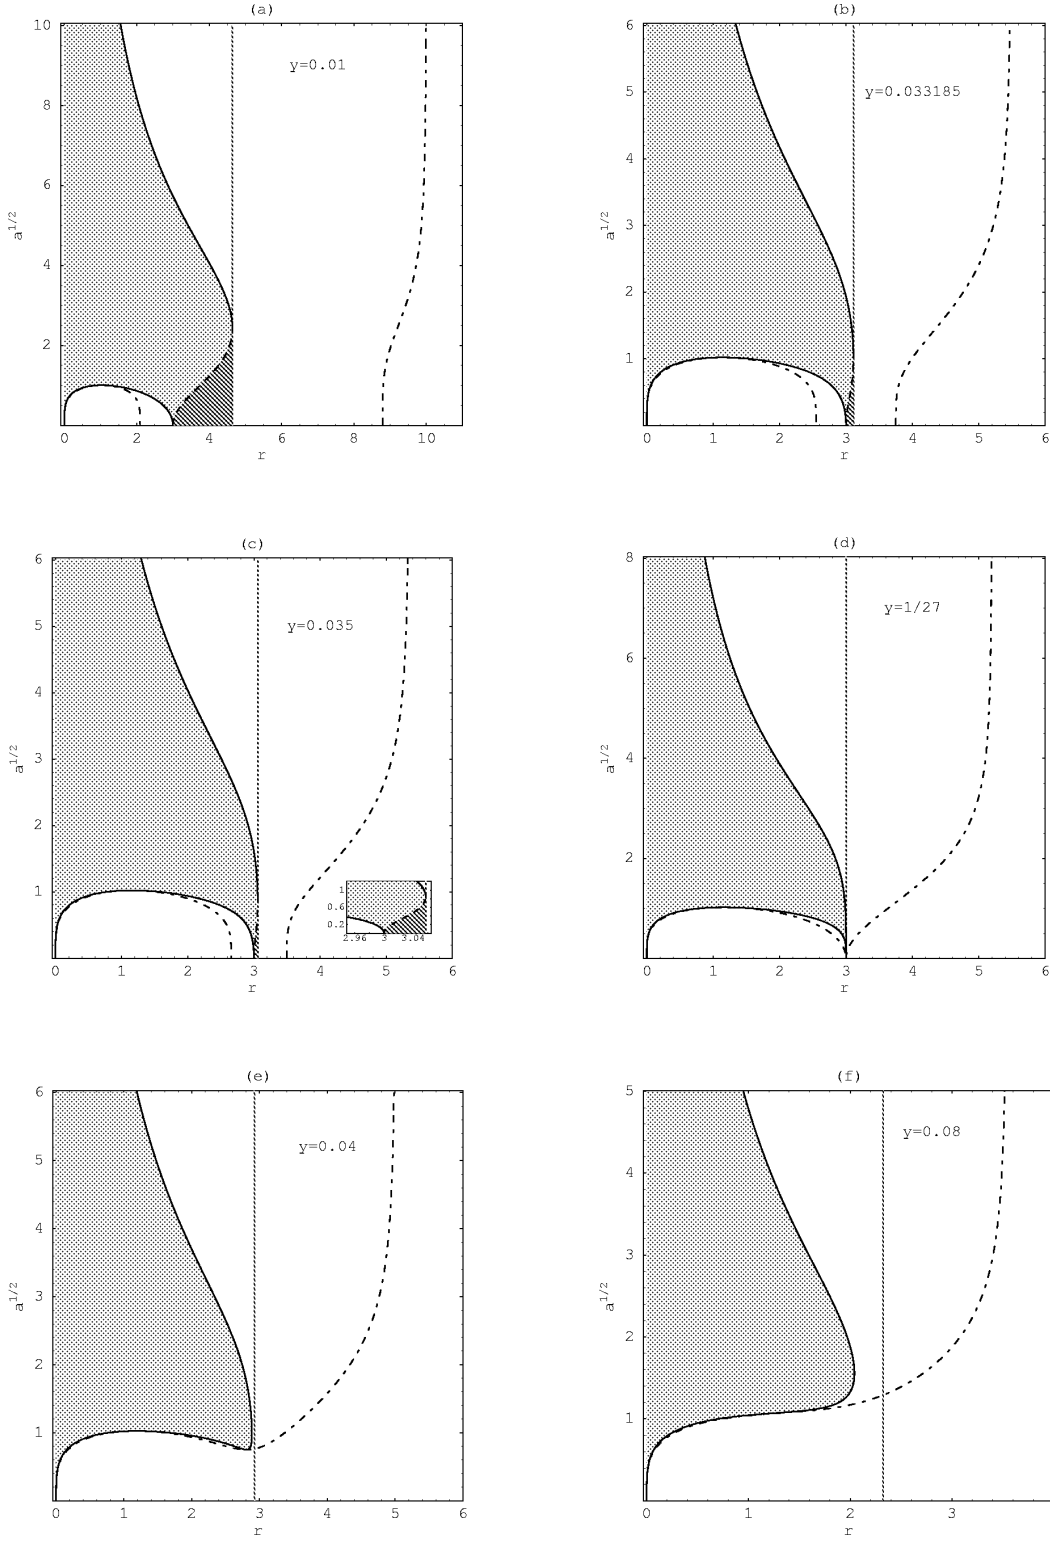 (a)
10
8
6
4
2
a^{1/2}
y=0.01
0 2 4 6 8 10
r
(b)
6
5
4
3
2
1
a^{1/2}
y=0.033185
0 1 2 3 4 5 6
r
(c)
6
5
4
3
2
1
a^{1/2}
y=0.035
1
0.6
0.2
2.96 3 3.04
0 1 2 3 4 5 6
r
(d)
8
6
4
2
a^{1/2}
y=1/27
0 1 2 3 4 5 6
r
(e)
6
5
4
3
2
1
a^{1/2}
y=0.04
0 1 2 3 4 5 6
r
(f)
5
4
3
2
1
a^{1/2}
y=0.08
0 1 2 3
r